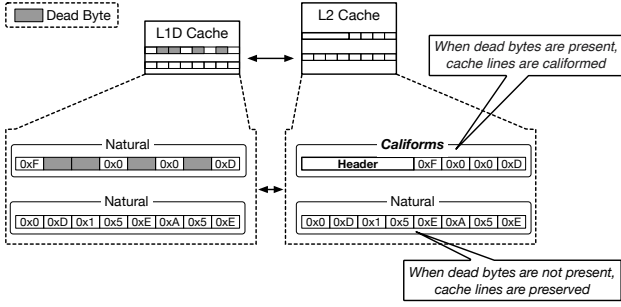 Dead Byte
L1D Cache
L2 Cache
When dead bytes are present,
cache lines are califormed
Natural
0xF 0x0 0x0 0xD
Califorms
Header 0xF 0x0 0x0 0xD
Natural
0x0 0xD 0x1 0x5 0xE 0xA 0x5 0xE
Natural
0x0 0xD 0x1 0x5 0xE 0xA 0x5 0xE
When dead bytes are not present,
cache lines are preserved